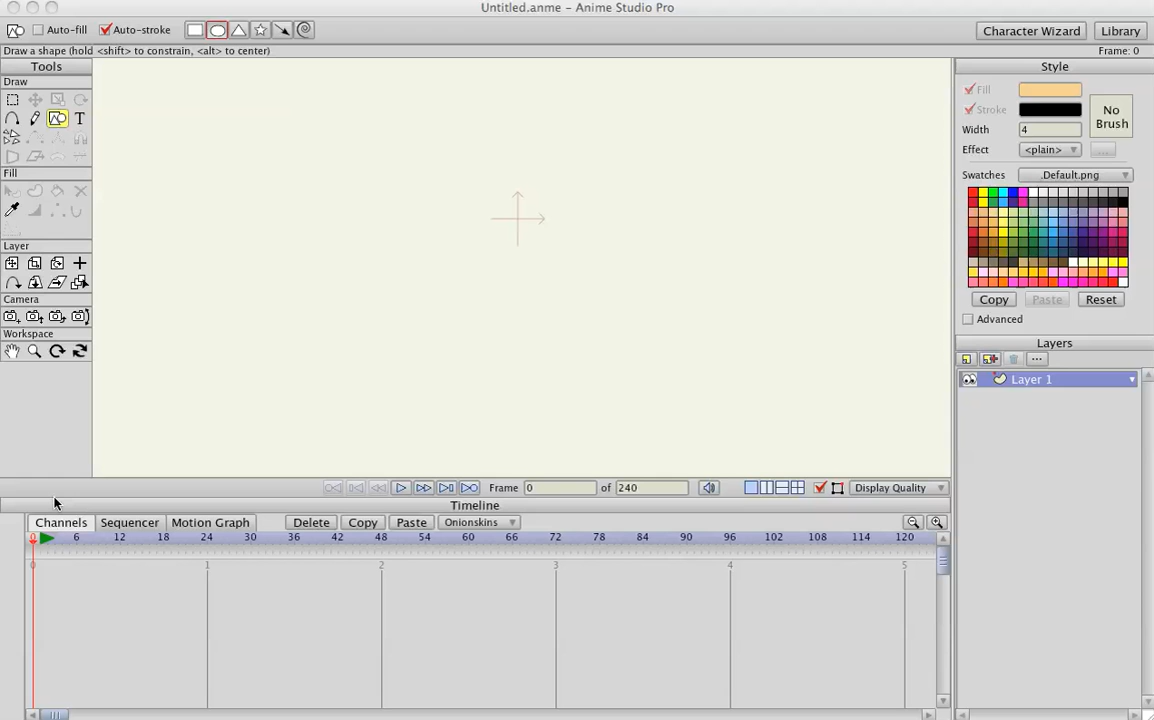 Untitled.anme - Anime Studio Pro
Auto-fill Auto-stroke Character Wizard Library
Draw a shape (hold <shift> to constrain, <alt> to center) Frame: 0
Tools
Draw
T
Fill
Layer
Camera
Workspace
Style
Fill
Stroke
No
Brush
Width 4
Effect <plain> ...
Swatches .Default.png
Copy Paste Reset
Advanced
Layers
Layer 1
Frame 0 of 240 Display Quality
Timeline
Channels Sequencer Motion Graph Delete Copy Paste Onionskins
0 6 12 18 24 30 36 42 48 54 60 66 72 78 84 90 96 102 108 114 120
0 1 2 3 4 5